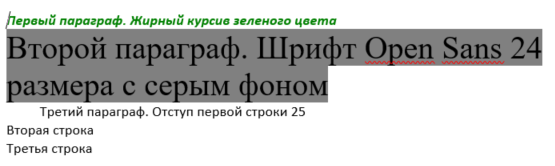 Первый параграф. Жирный курсив зеленого цвета
Второй параграф. Шрифт Open Sans 24
размера с серым фоном
Третий параграф. Отступ первой строки 25
Вторая строка
Третья строка